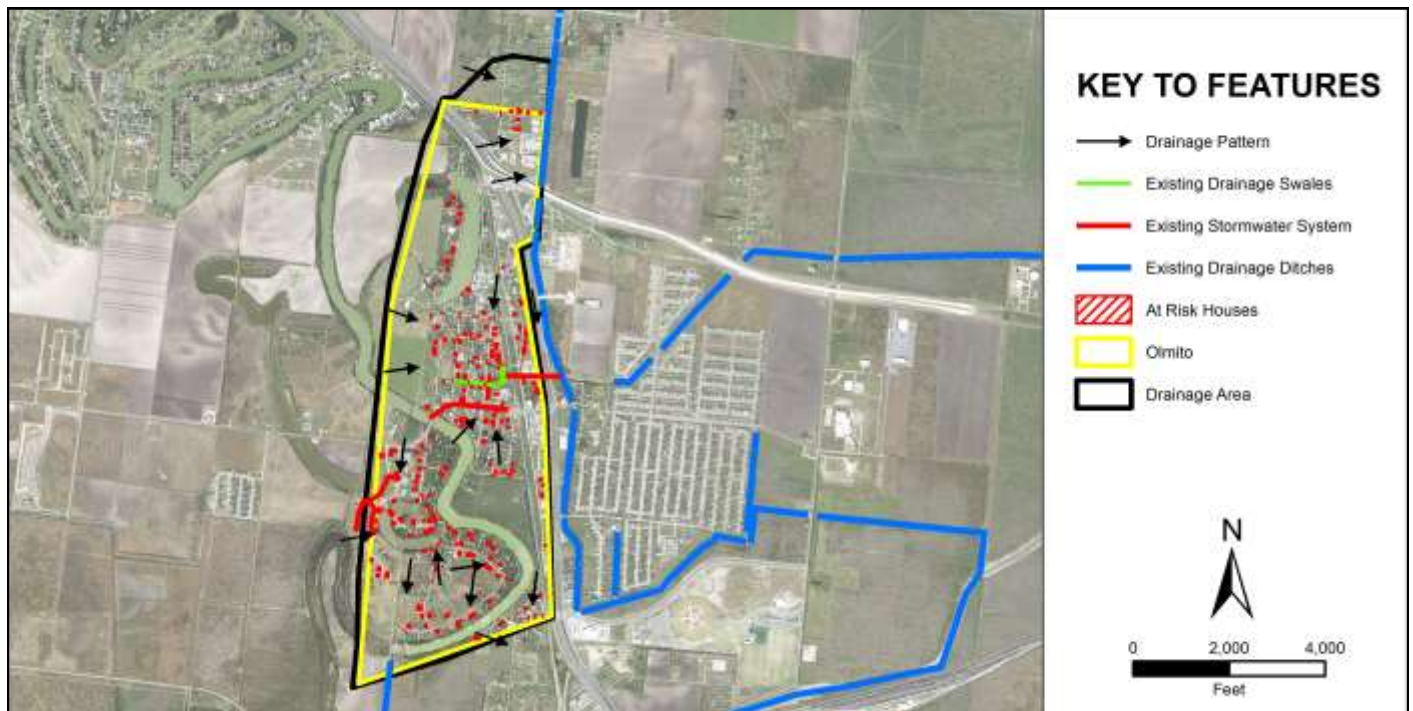 KEY TO FEATURES
Drainage Pattern
Existing Drainage Swales
Existing Stormwater System
Existing Drainage Ditches
At Risk Houses
Olmito
Drainage Area
N
0 2,000 4,000
Feet